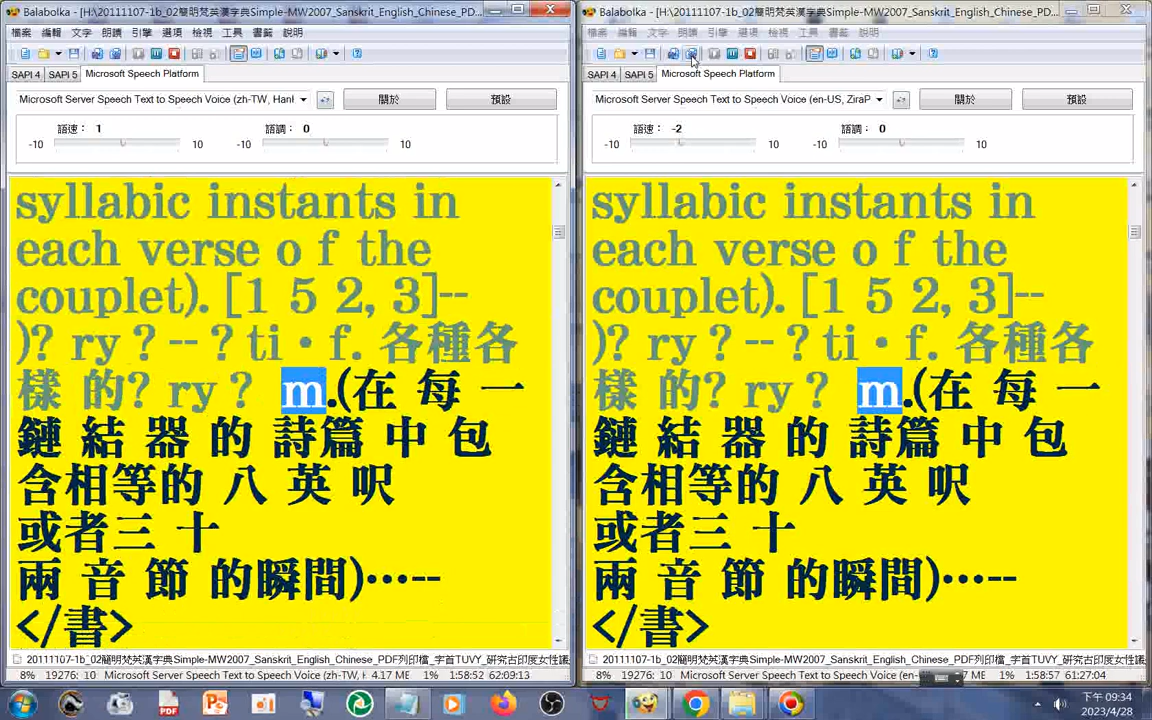 Balabolka - [H:\20111107-1b_02簡明梵英漢字典Simple-MW2007_Sanskrit_English_Chinese_PD...
檔案 編輯 文字 朗讀 引擎 選項 檢視 工具 書籤 說明
SAPI 4 SAPI 5 Microsoft Speech Platform
Microsoft Server Speech Text to Speech Voice (zh-TW, Hanl
關於 預設
語速: 1 語調: 0
-10 10 -10 10
syllabic instants in
each verse o f the
couplet). [1 5 2, 3]--
)? ry ? -- ? ti • f. 各種各
樣 的? ry ? m.(在 每 一
鏈 結 器 的 詩篇 中 包
含相等的 八 英 呎
或者三 十
兩 音 節 的瞬間)⋯--
</書>
20111107-1b_02簡明梵英漢字典Simple-MW2007_Sanskrit_English_Chinese_PDF列印檔_字首TUVY_研究古印度女性議
8% 19276: 10 Microsoft Server Speech Text to Speech Voice (zh-TW, H 4.17 ME 1% 1:58:52 62:09:13
Balabolka - [H:\20111107-1b_02簡明梵英漢字典Simple-MW2007_Sanskrit_English_Chinese_PD...
檔案 編輯 文字 朗讀 引擎 選項 檢視 工具 書籤 說明
SAPI 4 SAPI 5 Microsoft Speech Platform
Microsoft Server Speech Text to Speech Voice (en-US, ZiraP
關於 預設
語速: -2 語調: 0
-10 10 -10 10
syllabic instants in
each verse o f the
couplet). [1 5 2, 3]--
)? ry ? -- ? ti • f. 各種各
樣 的? ry ? m.(在 每 一
鏈 結 器 的 詩篇 中 包
含相等的 八 英 呎
或者三 十
兩 音 節 的瞬間)⋯--
</書>
20111107-1b_02簡明梵英漢字典Simple-MW2007_Sanskrit_English_Chinese_PDF列印檔_字首TUVY_研究古印度女性議
8% 19276: 10 Microsoft Server Speech Text to Speech Voice (en- 4.17 ME 1% 1:58:57 61:27:04
PDF
下午 09:34
2023/4/28